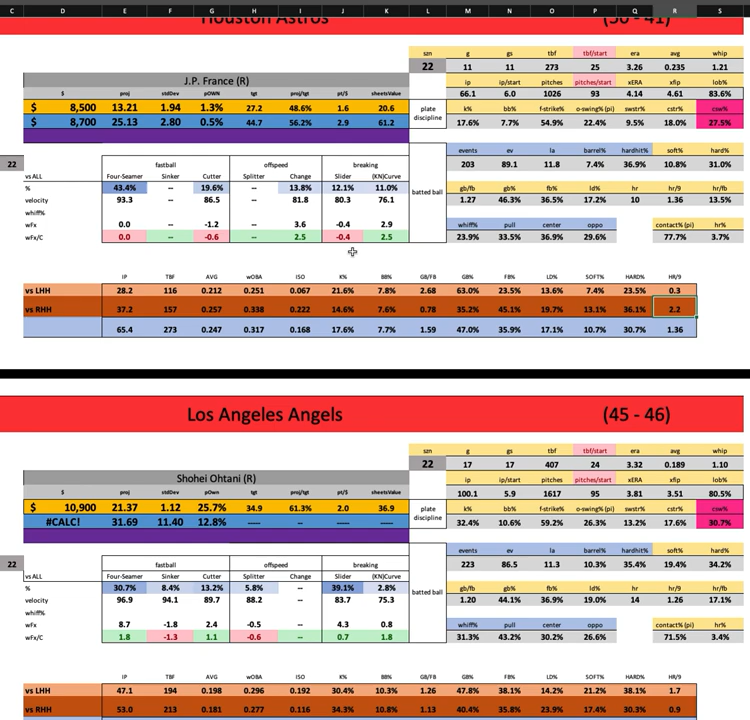 C D E F G H I J K L M N O P Q R S
Houston Astros (50 - 41)
szn g gs tbf tbf/start era avg whip
22 11 11 273 25 3.26 0.235 1.21
J.P. France (R) ip ip/start pitches pitches/start xERA xfip lob%
$ proj stdDev pOWN tgt proj/tgt pt/$ sheetsValue 66.1 6.0 1026 93 4.14 4.61 83.6%
$ 8,500 13.21 1.94 1.3% 27.2 48.6% 1.6 20.6 plate discipline k% bb% f-strike% o-swing% (pi) swstr% cstr% csw%
$ 8,700 25.13 2.80 0.5% 44.7 56.2% 2.9 61.2 17.6% 7.7% 54.9% 22.4% 9.5% 18.0% 27.5%
events ev la barrel% hardhit% soft% hard%
22 fastball offspeed breaking 203 89.1 11.8 7.4% 36.9% 10.8% 31.0%
vs ALL Four-Seamer Sinker Cutter Splitter Change Slider (KN)Curve
% 43.4% -- 19.6% -- 13.8% 12.1% 11.0% batted ball gb/fb gb% fb% ld% hr hr/9 hr/fb
velocity 93.3 -- 86.5 -- 81.8 80.3 76.1 1.27 46.3% 36.5% 17.2% 10 1.36 13.5%
whiff%
wFx 0.0 -1.2 3.6 -0.4 2.9 whiff% pull center oppo contact% (pi) hr%
wFx/C 0.0 -- -0.6 -- 2.5 -0.4 2.5 23.9% 33.5% 36.9% 29.6% 77.7% 3.7%
IP TBF AVG wOBA ISO K% BB% GB/FB GB% FB% LD% SOFT% HARD% HR/9
vs LHH 28.2 116 0.212 0.251 0.067 21.6% 7.8% 2.68 63.0% 23.5% 13.6% 7.4% 23.5% 0.3
vs RHH 37.2 157 0.257 0.338 0.222 14.6% 7.6% 0.78 35.2% 45.1% 19.7% 13.1% 36.1% 2.2
65.4 273 0.247 0.317 0.168 17.6% 7.7% 1.59 47.0% 35.9% 17.1% 10.7% 30.7% 1.36
Los Angeles Angels (45 - 46)
szn g gs tbf tbf/start era avg whip
22 17 17 407 24 3.32 0.189 1.10
Shohei Ohtani (R) ip ip/start pitches pitches/start xERA xfip lob%
$ proj stdDev pOwn tgt proj/tgt pt/$ sheetsValue 100.1 5.9 1617 95 3.81 3.51 80.5%
$ 10,900 21.37 1.12 25.7% 34.9 61.3% 2.0 36.9 plate discipline k% bb% f-strike% o-swing% (pi) swstr% cstr% csw%
#CALC! 31.69 11.40 12.8% ---- ---- -- ---- 32.4% 10.6% 59.2% 26.3% 13.2% 17.6% 30.7%
events ev la barrel% hardhit% soft% hard%
22 fastball offspeed breaking 223 86.5 11.3 10.3% 35.4% 19.4% 34.2%
vs ALL Four-Seamer Sinker Cutter Splitter Change Slider (KN)Curve
% 30.7% 8.4% 13.2% 5.8% -- 39.1% 2.8% batted ball gb/fb gb% fb% ld% hr hr/9 hr/fb
velocity 96.9 94.1 89.7 88.2 -- 83.7 75.3 1.20 44.1% 36.9% 19.0% 14 1.26 17.1%
whiff%
wFx 8.7 -1.8 2.4 -0.5 4.3 0.8 whiff% pull center oppo contact% (pi) hr%
wFx/C 1.8 -1.3 1.1 -0.6 -- 0.7 1.8 31.3% 43.2% 30.2% 26.6% 71.5% 3.4%
IP TBF AVG wOBA ISO K% BB% GB/FB GB% FB% LD% SOFT% HARD% HR/9
vs LHH 47.1 194 0.198 0.296 0.192 30.4% 10.3% 1.26 47.8% 38.1% 14.2% 21.2% 38.1% 1.7
vs RHH 53.0 213 0.181 0.277 0.116 34.3% 10.8% 1.13 40.4% 35.8% 23.9% 17.4% 30.3% 0.9